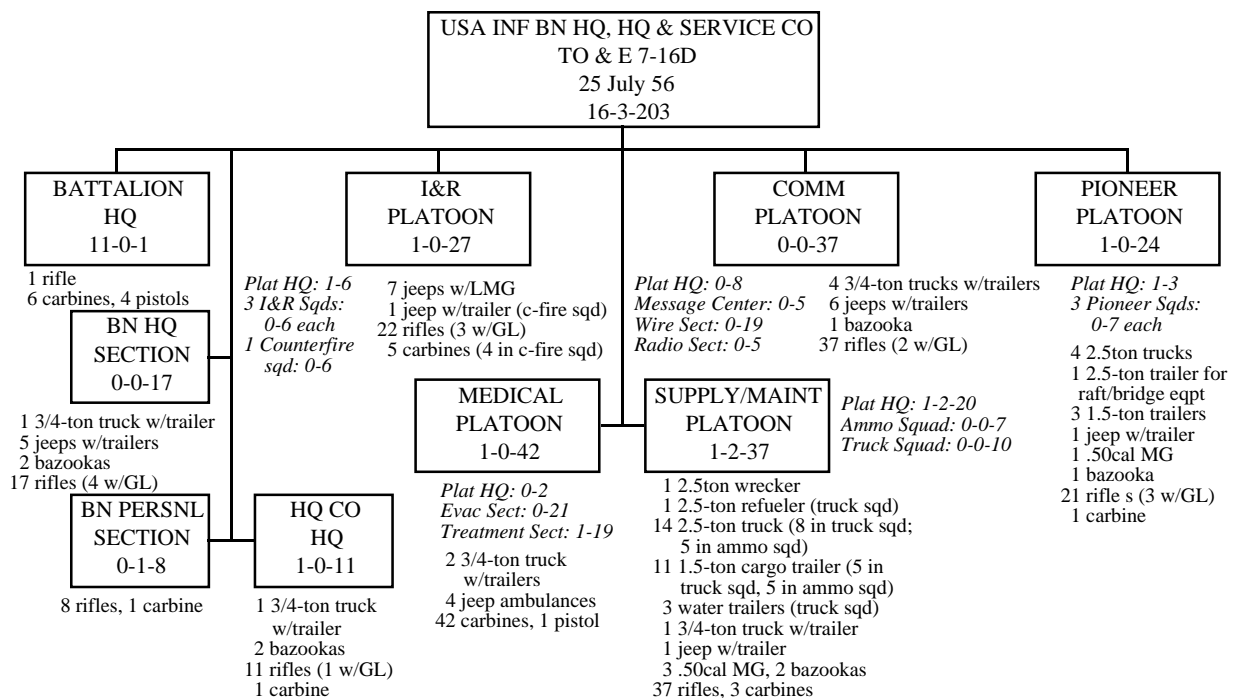 USA INF BN HQ, HQ & SERVICE CO
TO & E 7-16D
25 July 56
16-3-203
BATTALION
HQ
11-0-1
1 rifle
6 carbines, 4 pistols
BN HQ
SECTION
0-0-17
1 3/4-ton truck w/trailer
5 jeeps w/trailers
2 bazookas
17 rifles (4 w/GL)
BN PERSNL
SECTION
0-1-8
8 rifles, 1 carbine
HQ CO
HQ
1-0-11
1 3/4-ton truck
w/trailer
2 bazookas
11 rifles (1 w/GL)
1 carbine
I&R
PLATOON
1-0-27
Plat HQ: 1-6
3 I&R Sqds:
0-6 each
1 Counterfire
sqd: 0-6
7 jeeps w/LMG
1 jeep w/trailer (c-fire sqd)
22 rifles (3 w/GL)
5 carbines (4 in c-fire sqd)
MEDICAL
PLATOON
1-0-42
Plat HQ: 0-2
Evac Sect: 0-21
Treatment Sect: 1-19
2 3/4-ton truck
w/trailers
4 jeep ambulances
42 carbines, 1 pistol
SUPPLY/MAINT
PLATOON
1-2-37
Plat HQ: 1-2-20
Ammo Squad: 0-0-7
Truck Squad: 0-0-10
1 2.5ton wrecker
1 2.5-ton refueler (truck sqd)
14 2.5-ton truck (8 in truck sqd;
5 in ammo sqd)
11 1.5-ton cargo trailer (5 in
truck sqd, 5 in ammo sqd)
3 water trailers (truck sqd)
1 3/4-ton truck w/trailer
1 jeep w/trailer
3 .50cal MG, 2 bazookas
37 rifles, 3 carbines
COMM
PLATOON
0-0-37
Plat HQ: 0-8
Message Center: 0-5
Wire Sect: 0-19
Radio Sect: 0-5
4 3/4-ton trucks w/trailers
6 jeeps w/trailers
1 bazooka
37 rifles (2 w/GL)
PIONEER
PLATOON
1-0-24
Plat HQ: 1-3
3 Pioneer Sqds:
0-7 each
4 2.5ton trucks
1 2.5-ton trailer for
raft/bridge eqpt
3 1.5-ton trailers
1 jeep w/trailer
1 .50cal MG
1 bazooka
21 rifle s (3 w/GL)
1 carbine